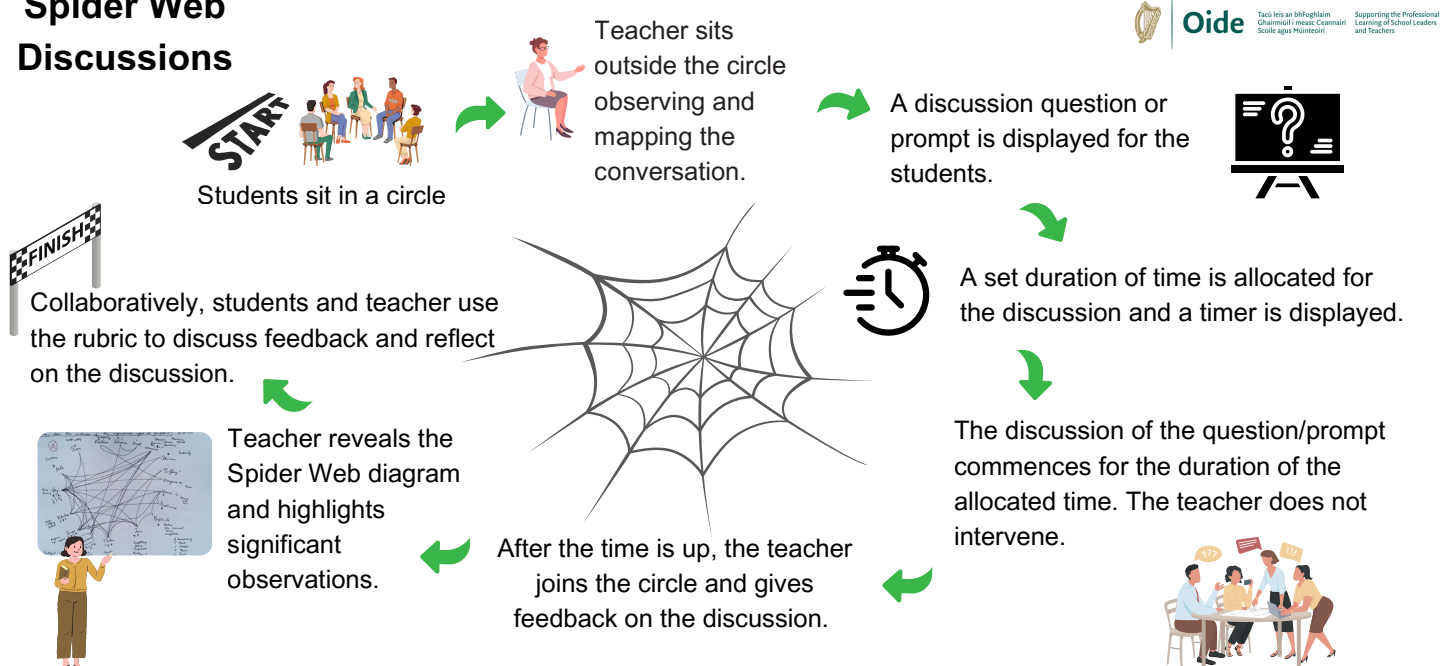 Spider Web
Discussions
Oide
Tacú leis an bhFoghlaim
Ghairmiúil i measc Ceannairí
Scoile agus Múinteoirí
Supporting the Professional
Learning of School Leaders
and Teachers
START
Students sit in a circle
Teacher sits
outside the circle
observing and
mapping the
conversation.
A discussion question or
prompt is displayed for the
students.
?
A set duration of time is allocated for
the discussion and a timer is displayed.
The discussion of the question/prompt
commences for the duration of the
allocated time. The teacher does not
intervene.
???
!!!
After the time is up, the teacher
joins the circle and gives
feedback on the discussion.
Teacher reveals the
Spider Web diagram
and highlights
significant
observations.
A
FINISH
Collaboratively, students and teacher use
the rubric to discuss feedback and reflect
on the discussion.